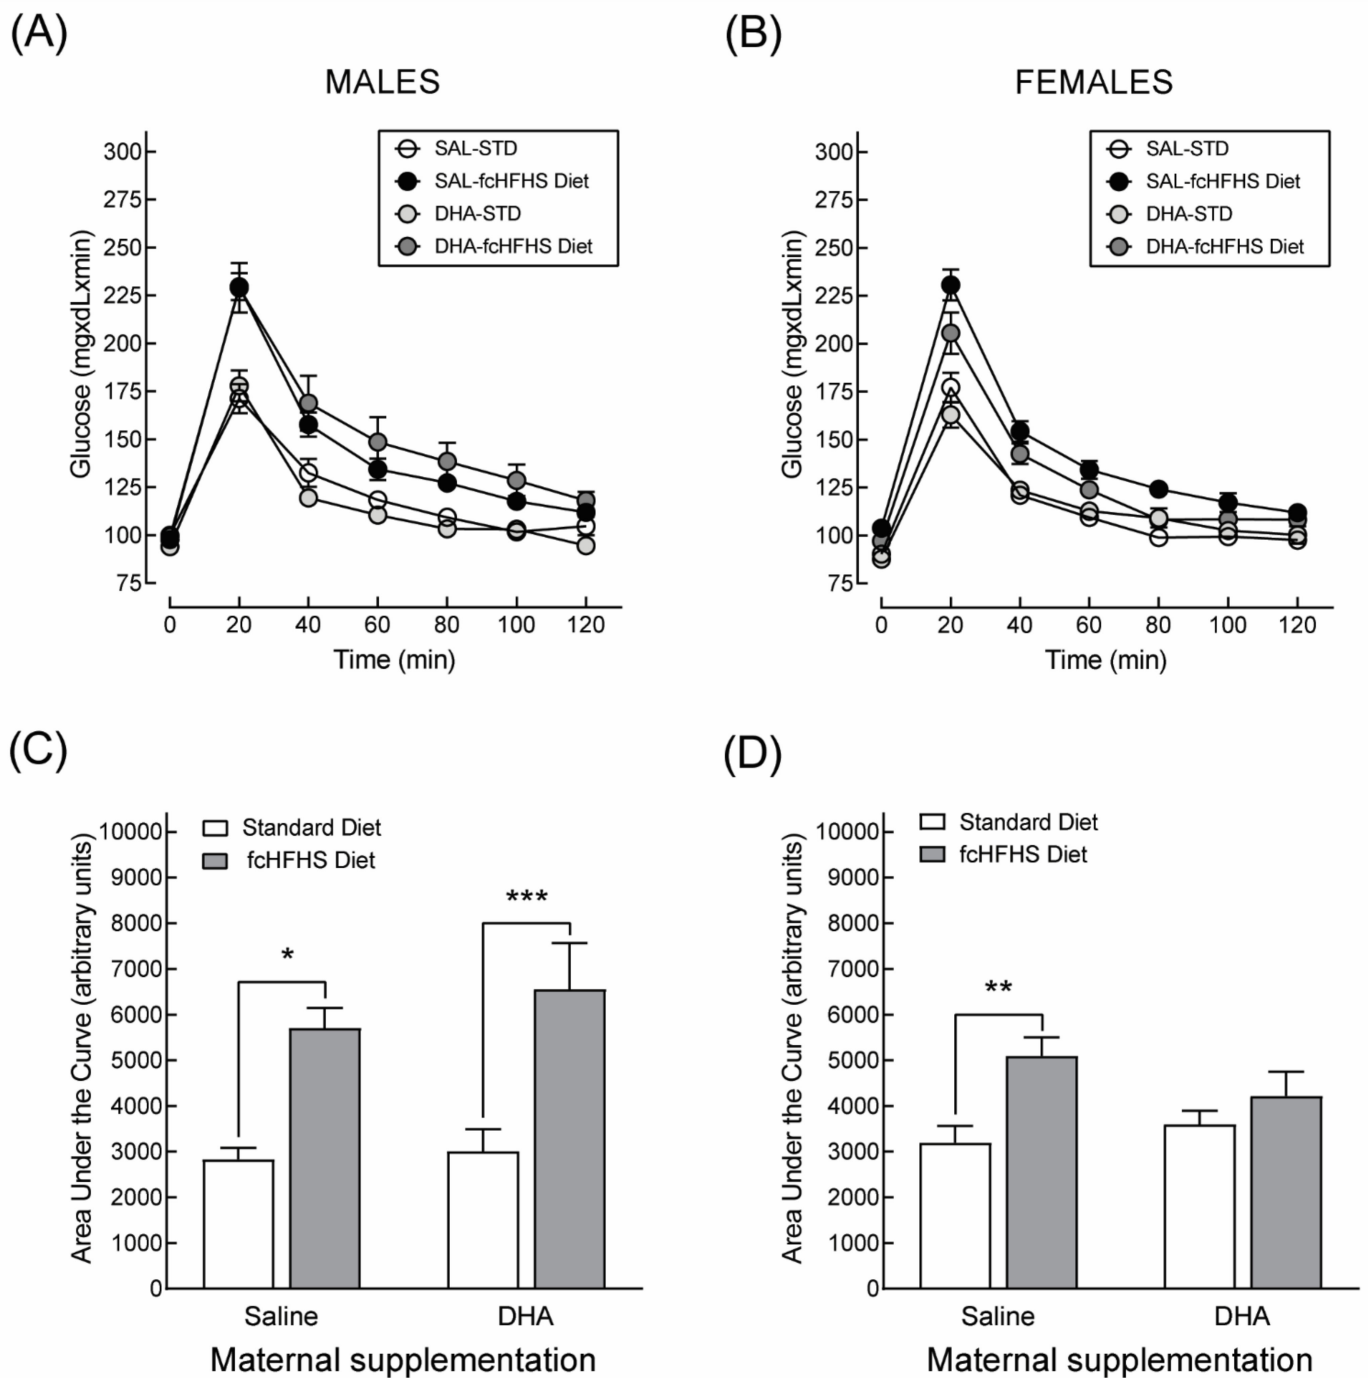 (A)
MALES
300
275
250
225
200
175
150
125
100
75
Glucose (mgxdLxmin)
SAL-STD
SAL-fcHFHS Diet
DHA-STD
DHA-fcHFHS Diet
0 20 40 60 80 100 120
Time (min)
(B)
FEMALES
300
275
250
225
200
175
150
125
100
75
Glucose (mgxdLxmin)
SAL-STD
SAL-fcHFHS Diet
DHA-STD
DHA-fcHFHS Diet
0 20 40 60 80 100 120
Time (min)
(C)
10000
9000
8000
7000
6000
5000
4000
3000
2000
1000
0
Area Under the Curve (arbitrary units)
Standard Diet
fcHFHS Diet
*
***
Saline DHA
Maternal supplementation
(D)
10000
9000
8000
7000
6000
5000
4000
3000
2000
1000
0
Area Under the Curve (arbitrary units)
Standard Diet
fcHFHS Diet
**
Saline DHA
Maternal supplementation